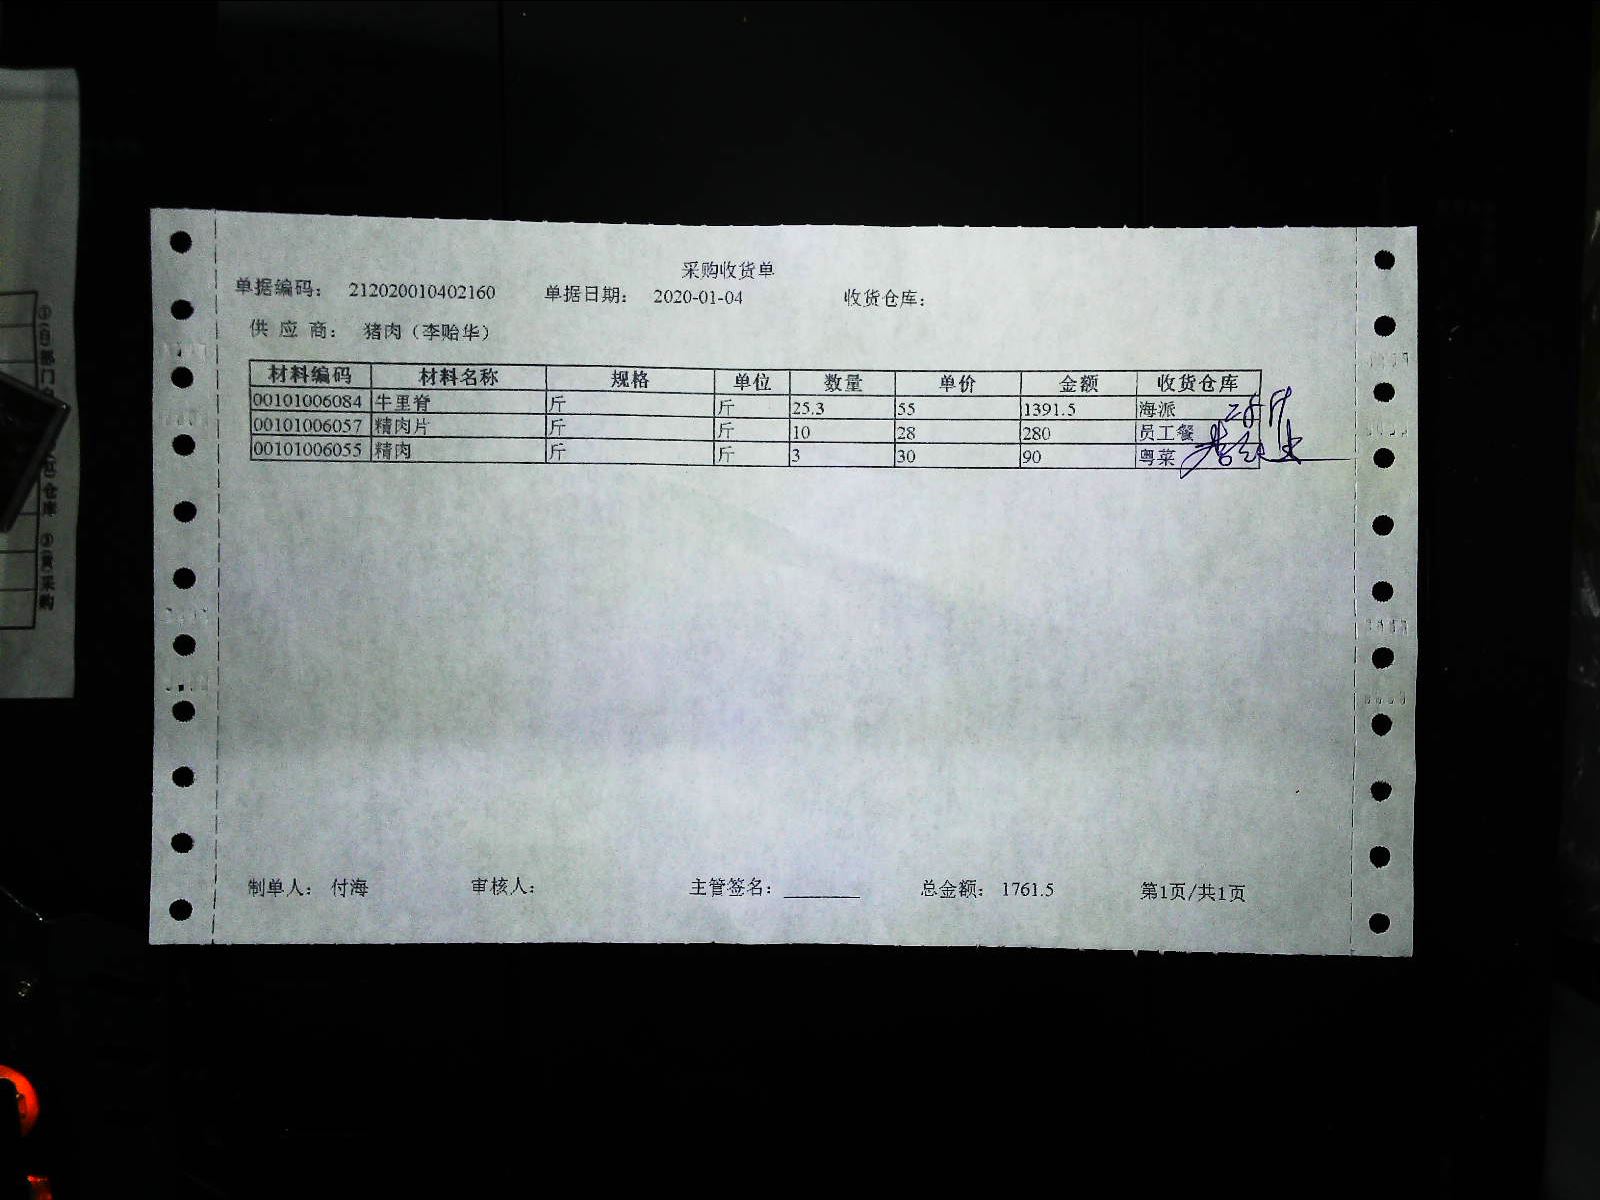 采购收货单
单据编码： 212020010402160 单据日期： 2020-01-04 收货仓库：
供 应 商： 猪肉（李贻华）
材料编码 材料名称 规格 单位 数量 单价 金额 收货仓库
00101006084 牛里脊 斤 斤 25.3 55 1391.5 海派
00101006057 精肉片 斤 斤 10 28 280 员工餐
00101006055 精肉 斤 斤 3 30 90 粤菜
制单人： 付海 审核人： 主管签名： 总金额： 1761.5 第1页/共1页